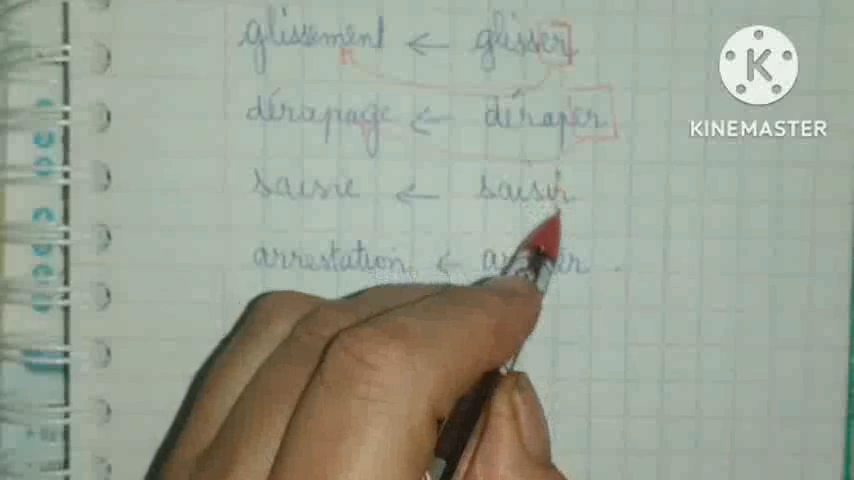 glissement ← glisser
dérapage ← déraper
saisie ← saisir
arrestation ←
K
KINEMASTER